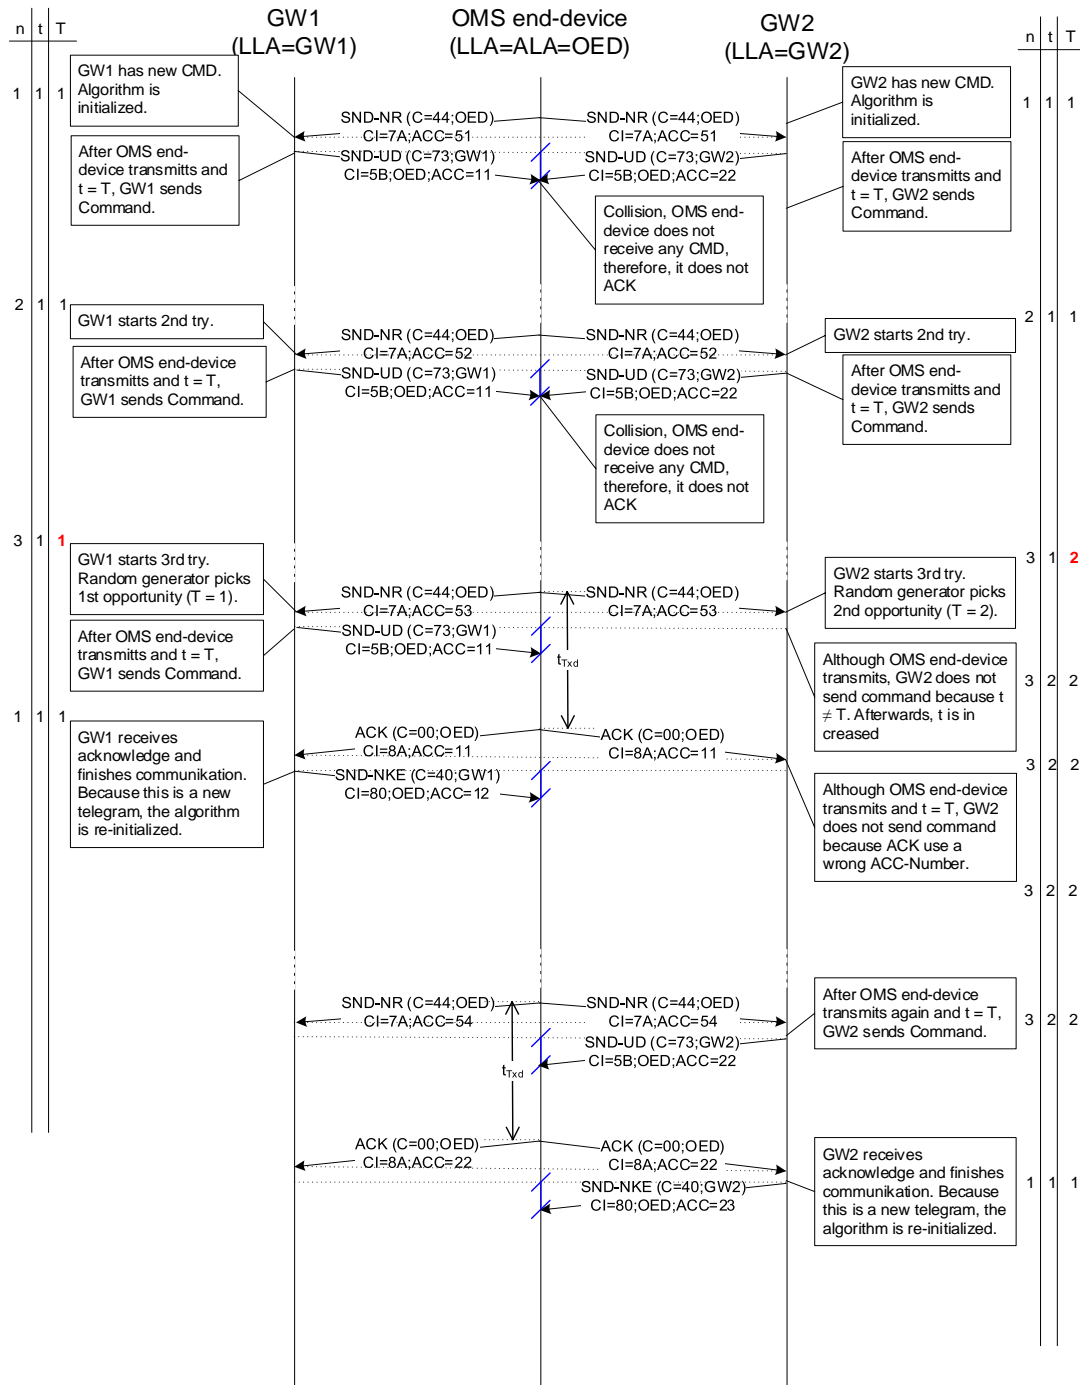 GW1
(LLA=GW1)
OMS end-device
(LLA=ALA=OED)
GW2
(LLA=GW2)
n t T
n t T
GW1 has new CMD.
Algorithm is
initialized.
1 1 1
GW2 has new CMD.
Algorithm is
initialized.
1 1 1
SND-NR (C=44;OED)
CI=7A;ACC=51
SND-NR (C=44;OED)
CI=7A;ACC=51
After OMS end-
device transmitts and
t = T, GW1 sends
Command.
SND-UD (C=73;GW1)
CI=5B;OED;ACC=11
SND-UD (C=73;GW2)
CI=5B;OED;ACC=22
After OMS end-
device transmitts and
t = T, GW2 sends
Command.
Collision, OMS end-
device does not
receive any CMD,
therefore, it does not
ACK
2 1 1
GW1 starts 2nd try.
2 1 1
GW2 starts 2nd try.
SND-NR (C=44;OED)
CI=7A;ACC=52
SND-NR (C=44;OED)
CI=7A;ACC=52
After OMS end-device
transmitts and t = T,
GW1 sends Command.
SND-UD (C=73;GW1)
CI=5B;OED;ACC=11
SND-UD (C=73;GW2)
CI=5B;OED;ACC=22
After OMS end-
device transmitts and
t = T, GW2 sends
Command.
Collision, OMS end-
device does not
receive any CMD,
therefore, it does not
ACK
3 1 1
GW1 starts 3rd try.
Random generator picks
1st opportunity (T = 1).
3 1 2
GW2 starts 3rd try.
Random generator picks
2nd opportunity (T = 2).
SND-NR (C=44;OED)
CI=7A;ACC=53
SND-NR (C=44;OED)
CI=7A;ACC=53
After OMS end-device
transmitts and t = T,
GW1 sends Command.
SND-UD (C=73;GW1)
CI=5B;OED;ACC=11
tTxd
Although OMS end-device
transmits, GW2 does not
send command because t
≠ T. Afterwards, t is in
creased
3 2 2
1 1 1
GW1 receives
acknowledge and
finishes communikation.
Because this is a new
telegram, the algorithm
is re-initialized.
ACK (C=00;OED)
CI=8A;ACC=11
ACK (C=00;OED)
CI=8A;ACC=11
SND-NKE (C=40;GW1)
CI=80;OED;ACC=12
3 2 2
Although OMS end-device
transmits and t = T, GW2
does not send command
because ACK use a
wrong ACC-Number.
3 2 2
SND-NR (C=44;OED)
CI=7A;ACC=54
SND-NR (C=44;OED)
CI=7A;ACC=54
After OMS end-device
transmits again and t = T,
GW2 sends Command.
3 2 2
SND-UD (C=73;GW2)
CI=5B;OED;ACC=22
tTxd
ACK (C=00;OED)
CI=8A;ACC=22
ACK (C=00;OED)
CI=8A;ACC=22
SND-NKE (C=40;GW2)
CI=80;OED;ACC=23
GW2 receives
acknowledge and finishes
communikation. Because
this is a new telegram, the
algorithm is re-initialized.
1 1 1